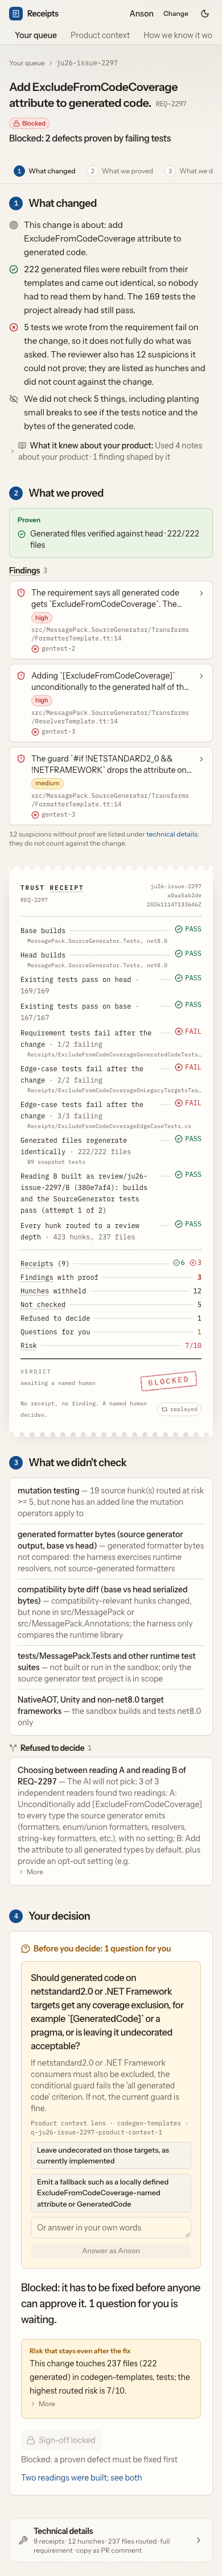 Receipts
Anson
Change
Your queue
Product context
How we know it wo
Your queue
ju26-issue-2297
Add ExcludeFromCodeCoverage
attribute to generated code. REQ-2297
Blocked
Blocked: 2 defects proven by failing tests
1 What changed
2 What we proved
3 What we d
1 What changed
This change is about: add
ExcludeFromCodeCoverage attribute to
generated code.
222 generated files were rebuilt from their
templates and came out identical, so nobody
had to read them by hand. The 169 tests the
project already had still pass.
5 tests we wrote from the requirement fail on
the change, so it does not really fully do what
was asked. The reviewer also has 12 suspicions it
could not prove; they are listed as hunches and
did not count against the change.
We did not check 5 things, including planting
small breaks to see if the tests notice and the
bytes of the generated code.
What it knew about your product: Used 4 notes
about your product · 1 finding shaped by it
2 What we proved
Proven
Generated files verified against head · 222/222
files
Findings 3
The requirement says all generated code
gets `ExcludeFromCodeCoverage`. The...
high
src/MessagePack.SourceGenerator/Transforms
/FormatterTemplate.tt:14
gentest-2
Adding `[ExcludeFromCodeCoverage]`
unconditionally to the generated half of th...
high
src/MessagePack.SourceGenerator/Transforms
/ResolverTemplate.tt:14
gentest-3
The guard `#if !NETSTANDARD2_0 &&
!NETFRAMEWORK` drops the attribute on...
medium
src/MessagePack.SourceGenerator/Transforms
/FormatterTemplate.tt:14
gentest-3
12 suspicions without proof are listed under technical details;
they do not count against the change.
TRUST RECEIPT
REQ-2297
ju26-issue-2297
a0aa5ab2de
20261114T133646Z
Base builds
PASS
MessagePack.SourceGenerator.Tests, net8.0
Head builds
PASS
MessagePack.SourceGenerator.Tests, net8.0
Existing tests pass on head ·
169/169
PASS
Existing tests pass on base ·
167/167
PASS
Requirement tests fail after the
change · 1/2 failing
FAIL
Receipts/ExcludeFromCodeCoverageGeneratedCodeTests…
Edge-case tests fail after the
change · 2/2 failing
FAIL
Receipts/ExcludeFromCodeCoverageOnLegacyTargetsTes…
Edge-case tests fail after the
change · 3/3 failing
FAIL
Receipts/ExcludeFromCodeCoverageEdgeCaseTests.cs
Generated files regenerate
identically · 222/222 files
PASS
89 snapshot tests
Reading B built as review/ju26-
issue-2297/B (380e7af4): builds
and the SourceGenerator tests
pass (attempt 1 of 2)
PASS
Every hunk routed to a review
depth · 423 hunks, 237 files
PASS
Receipts (9)
6
3
Findings with proof
3
Hunches withheld
12
Not checked
5
Refused to decide
1
Questions for you
1
Risk
7/10
VERDICT
awaiting a named human
BLOCKED
No receipt, no finding. A named human
decides.
replayed
3 What we didn't check
mutation testing — 19 source hunk(s) routed at risk
>= 5, but none has an added line the mutation
operators apply to
generated formatter bytes (source generator
output, base vs head) — generated formatter bytes
not compared: the harness exercises runtime
resolvers, not source-generated formatters
compatibility byte diff (base vs head serialized
bytes) — compatibility-relevant hunks changed,
but none in src/MessagePack or
src/MessagePack.Annotations; the harness only
compares the runtime library
tests/MessagePack.Tests and other runtime test
suites — not built or run in the sandbox; only the
source generator test project is in scope
NativeAOT, Unity and non-net8.0 target
frameworks — the sandbox builds and tests net8.0
only
Refused to decide 1
Choosing between reading A and reading B of
REQ-2297 — The AI will not pick: 3 of 3
independent readers found two readings: A:
Unconditionally add [ExcludeFromCodeCoverage]
to every type the source generator emits
(formatters, enum/union formatters, resolvers,
string-key formatters, etc.), with no setting; B: Add
the attribute to all generated types by default, plus
provide an opt-out setting (e.g.
More
4 Your decision
Before you decide: 1 question for you
Should generated code on
netstandard2.0 or .NET Framework
targets get any coverage exclusion, for
example `[GeneratedCode]` or a
pragma, or is leaving it undecorated
acceptable?
If netstandard2.0 or .NET Framework
consumers must also be excluded, the
conditional guard fails the 'all generated
code' criterion. If not, the current guard is
fine.
Product context lens · codegen-templates ·
q-ju26-issue-2297-product-context-1
Leave undecorated on those targets, as
currently implemented
Emit a fallback such as a locally defined
ExcludeFromCodeCoverage-named
attribute or GeneratedCode
Or answer in your own words
Answer as Anson
Blocked: it has to be fixed before anyone
can approve it. 1 question for you is
waiting.
Risk that stays even after the fix
This change touches 237 files (222
generated) in codegen-templates, tests; the
highest routed risk is 7/10.
More
Sign-off locked
Blocked: a proven defect must be fixed first
Two readings were built; see both
Technical details
9 receipts · 12 hunches · 237 files routed · full
requirement · copy as PR comment